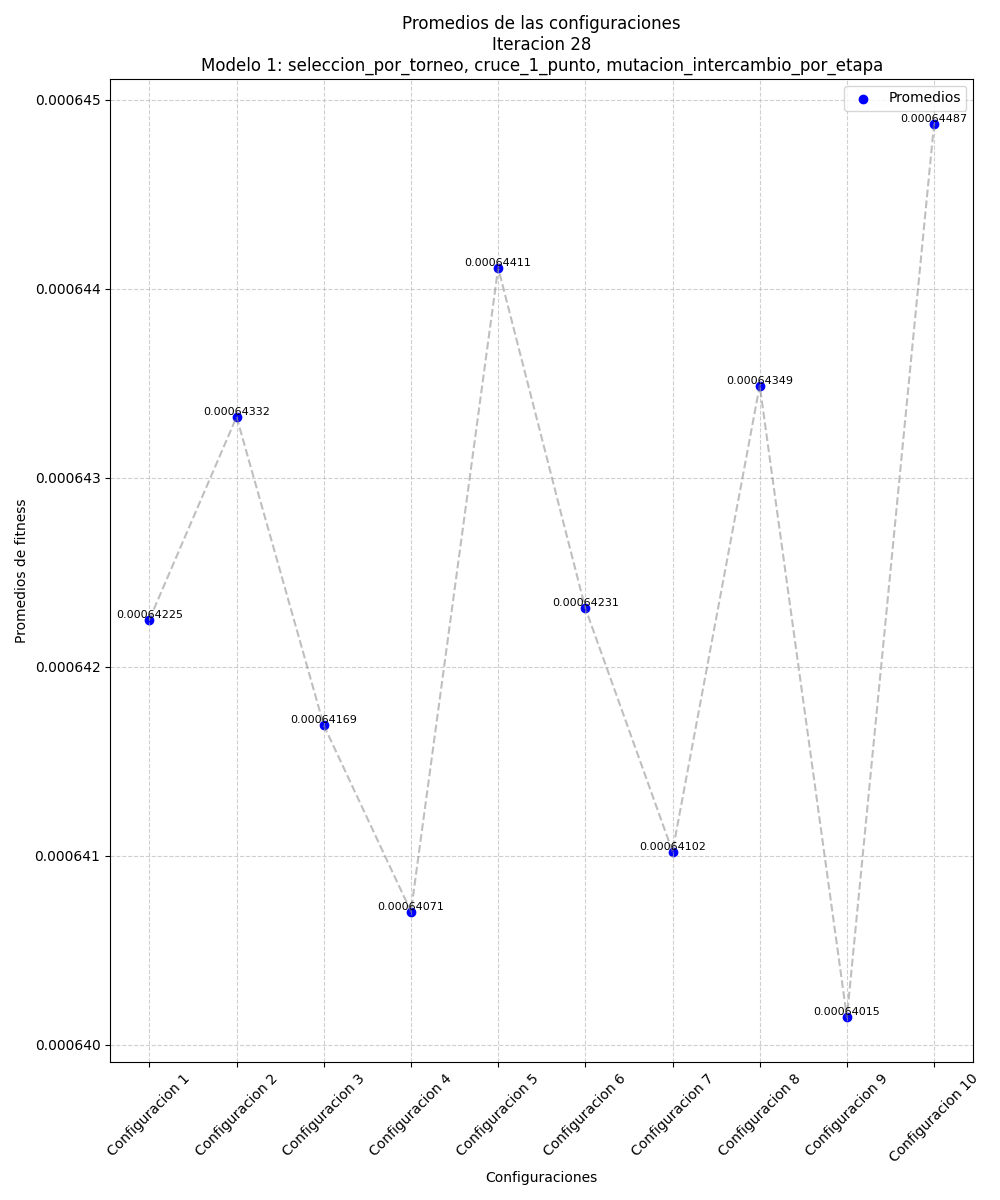 Promedios de las configuraciones
Iteracion 28
Modelo 1: seleccion_por_torneo, cruce_1_punto, mutacion_intercambio_por_etapa
Promedios
0.000645
0.000644
0.000643
0.000642
0.000641
0.000640
Promedios de fitness
0.00064225
0.00064332
0.00064169
0.00064071
0.00064411
0.00064231
0.00064102
0.00064349
0.00064015
0.00064487
Configuracion 1
Configuracion 2
Configuracion 3
Configuracion 4
Configuracion 5
Configuracion 6
Configuracion 7
Configuracion 8
Configuracion 9
Configuracion 10
Configuraciones